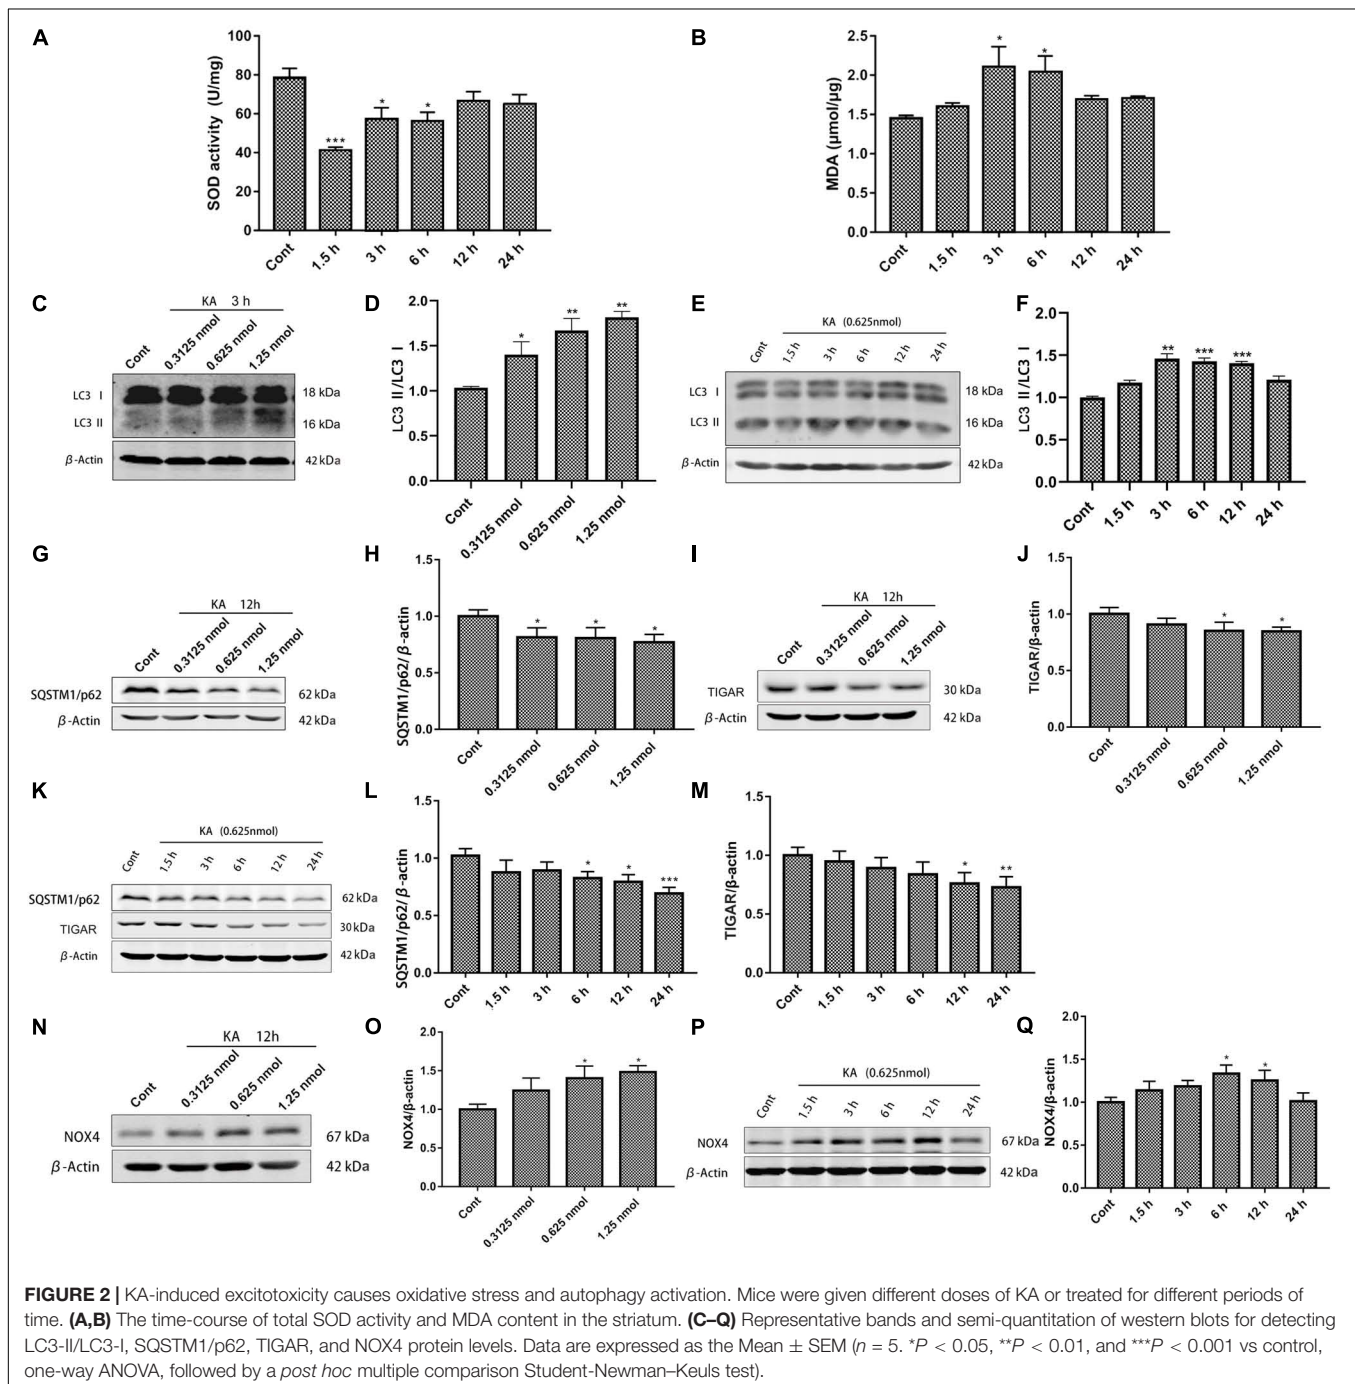 A
SOD activity (U/mg)
100
80
60
40
20
0
***
*
*
Cont
1.5 h
3 h
6 h
12 h
24 h
B
MDA (μmol/μg)
2.5
2.0
1.5
1.0
0.5
0.0
*
*
Cont
1.5 h
3 h
6 h
12 h
24 h
C
KA 3 h
Cont
0.3125 nmol
0.625 nmol
1.25 nmol
LC3 I
18 kDa
LC3 II
16 kDa
β-Actin
42 kDa
D
LC3 II/LC3 I
2.0
1.5
1.0
0.5
0.0
*
**
**
Cont
0.3125 nmol
0.625 nmol
1.25 nmol
E
KA (0.625nmol)
Cont
1.5 h
3 h
6 h
12 h
24 h
LC3 I
18 kDa
LC3 II
16 kDa
β-Actin
42 kDa
F
LC3 II/LC3 I
2.0
1.5
1.0
0.5
0.0
**
***
***
Cont
1.5 h
3 h
6 h
12 h
24 h
G
KA 12h
Cont
0.3125 nmol
0.625 nmol
1.25 nmol
SQSTM1/p62
62 kDa
β-Actin
42 kDa
H
SQSTM1/p62/β-actin
1.5
1.0
0.5
0.0
*
*
*
Cont
0.3125 nmol
0.625 nmol
1.25 nmol
I
KA 12h
Cont
0.3125 nmol
0.625 nmol
1.25 nmol
TIGAR
30 kDa
β-Actin
42 kDa
J
TIGAR/β-actin
1.5
1.0
0.5
0.0
*
*
Cont
0.3125 nmol
0.625 nmol
1.25 nmol
K
KA (0.625nmol)
Cont
1.5 h
3 h
6 h
12 h
24 h
SQSTM1/p62
62 kDa
TIGAR
30 kDa
β-Actin
42 kDa
L
SQSTM1/p62/β-actin
1.5
1.0
0.5
0.0
*
*
***
Cont
1.5 h
3 h
6 h
12 h
24 h
M
TIGAR/β-actin
1.5
1.0
0.5
0.0
*
**
Cont
1.5 h
3 h
6 h
12 h
24 h
N
KA 12h
Cont
0.3125 nmol
0.625 nmol
1.25 nmol
NOX4
67 kDa
β-Actin
42 kDa
O
NOX4/β-actin
2.0
1.5
1.0
0.5
0.0
*
*
Cont
0.3125 nmol
0.625 nmol
1.25 nmol
P
KA (0.625nmol)
Cont
1.5 h
3 h
6 h
12 h
24 h
NOX4
67 kDa
β-Actin
42 kDa
Q
NOX4/β-actin
2.0
1.5
1.0
0.5
0.0
*
*
Cont
1.5 h
3 h
6 h
12 h
24 h
FIGURE 2 | KA-induced excitotoxicity causes oxidative stress and autophagy activation. Mice were given different doses of KA or treated for different periods of
time. (A,B) The time-course of total SOD activity and MDA content in the striatum. (C–Q) Representative bands and semi-quantitation of western blots for detecting
LC3-II/LC3-I, SQSTM1/p62, TIGAR, and NOX4 protein levels. Data are expressed as the Mean ± SEM (n = 5. *P < 0.05, **P < 0.01, and ***P < 0.001 vs control,
one-way ANOVA, followed by a post hoc multiple comparison Student-Newman–Keuls test).